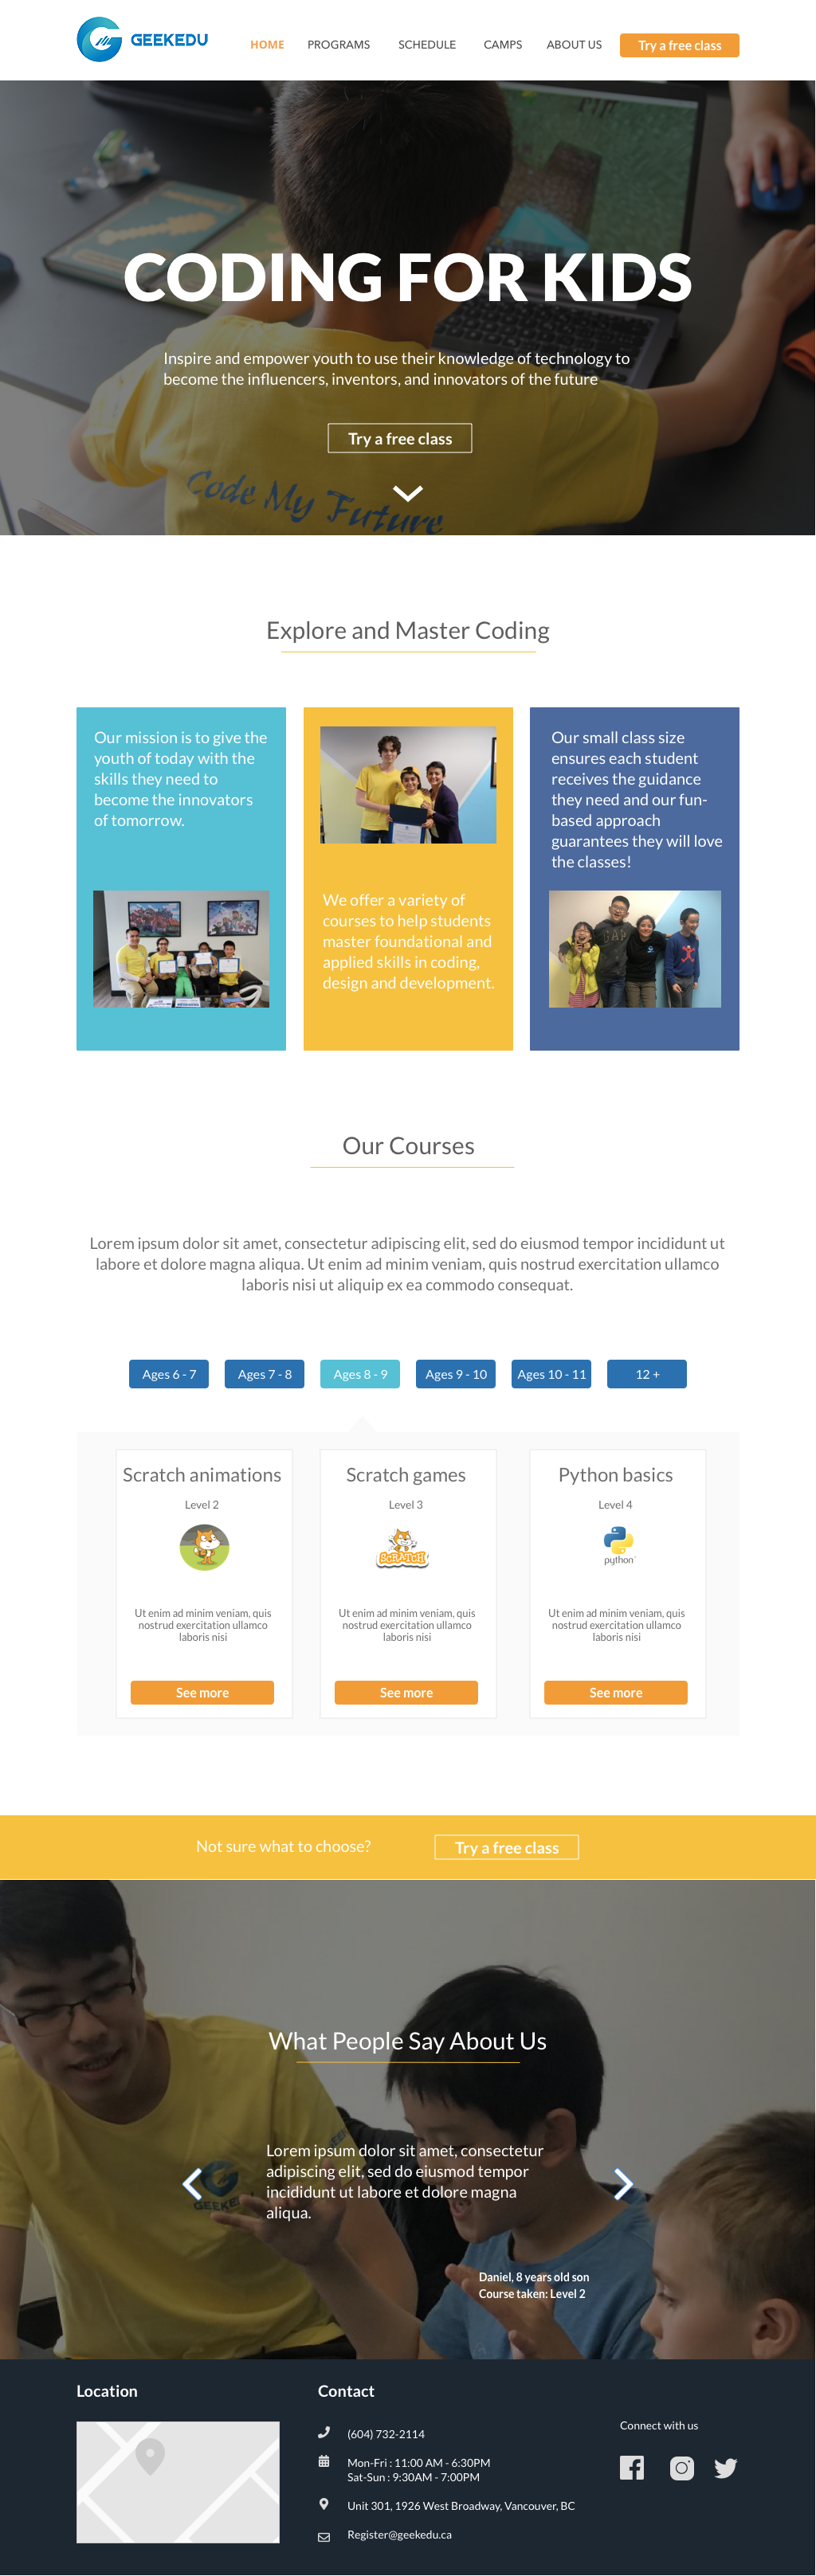 GEEKEDU
HOME PROGRAMS SCHEDULE CAMPS ABOUT US Try a free class
CODING FOR KIDS
Inspire and empower youth to use their knowledge of technology to
become the influencers, inventors, and innovators of the future
Try a free class
Code My Future
Explore and Master Coding
Our mission is to give the
youth of today with the
skills they need to
become the innovators
of tomorrow.
We offer a variety of
courses to help students
master foundational and
applied skills in coding,
design and development.
Our small class size
ensures each student
receives the guidance
they need and our fun-
based approach
guarantees they will love
the classes!
GAP
Our Courses
Lorem ipsum dolor sit amet, consectetur adipiscing elit, sed do eiusmod tempor incididunt ut
labore et dolore magna aliqua. Ut enim ad minim veniam, quis nostrud exercitation ullamco
laboris nisi ut aliquip ex ea commodo consequat.
Ages 6 - 7 Ages 7 - 8 Ages 8 - 9 Ages 9 - 10 Ages 10 - 11 12 +
Scratch animations
Level 2
Ut enim ad minim veniam, quis
nostrud exercitation ullamco
laboris nisi
See more
Scratch games
Level 3
SCRATCH
Ut enim ad minim veniam, quis
nostrud exercitation ullamco
laboris nisi
See more
Python basics
Level 4
python
Ut enim ad minim veniam, quis
nostrud exercitation ullamco
laboris nisi
See more
Not sure what to choose? Try a free class
What People Say About Us
Lorem ipsum dolor sit amet, consectetur
adipiscing elit, sed do eiusmod tempor
incididunt ut labore et dolore magna
aliqua.
GEEKE
Daniel, 8 years old son
Course taken: Level 2
Location
Contact
(604) 732-2114
Mon-Fri : 11:00 AM - 6:30PM
Sat-Sun : 9:30AM - 7:00PM
Unit 301, 1926 West Broadway, Vancouver, BC
Register@geekedu.ca
Connect with us